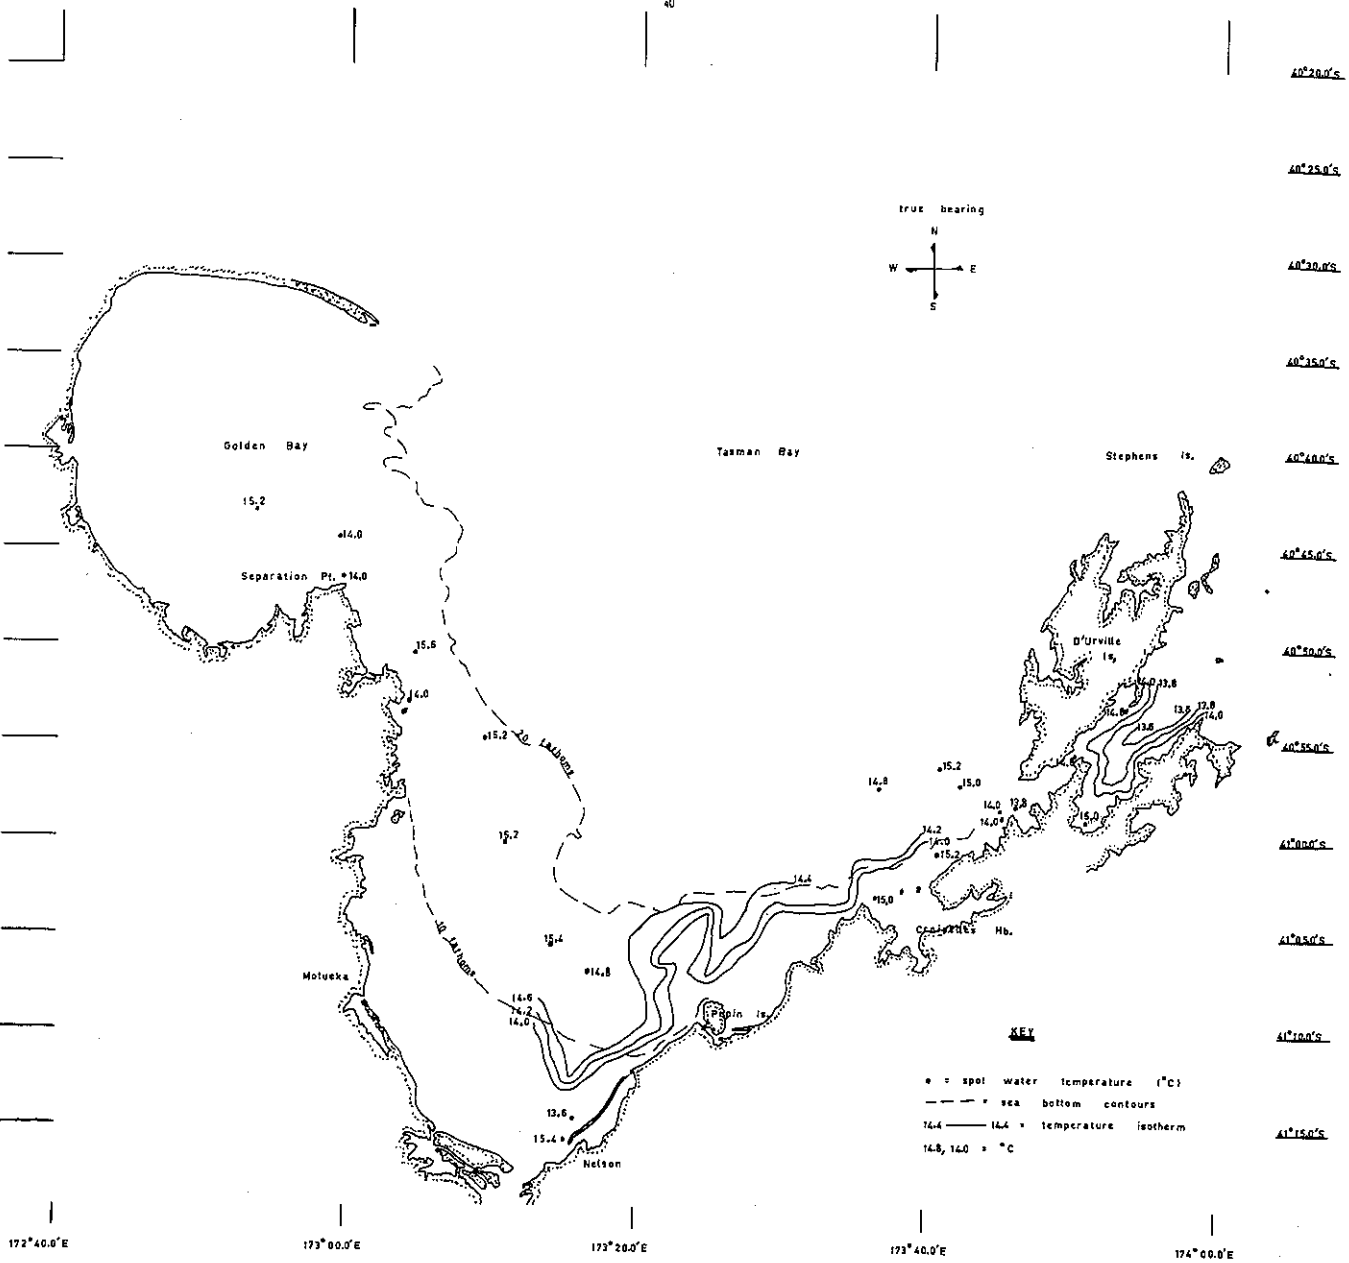 40
40°20.0'S
40°25.0'S
true bearing
N
W E
S
40°30.0'S
40°35.0'S
Golden Bay
Tasman Bay
Stephens is.
40°40.0'S
15.2
14.0
40°45.0'S
Separation Pt. 14.0
15.6
D'Urville
Is,
40°50.0'S
14.0
14.0 13.8
14.8
13.6 13.8
14.0
13.6
15.2
20 fathoms
40°55.0'S
15.2
14.8
15.0
14.0 13.8
14.0
15.0
15.2
14.2
14.0
15.2
41°00.0'S
14.4
15.0
10 fathoms
15.4
Croisilles Hb.
41°05.0'S
Motueka
14.8
14.6
14.2
14.0
Pepin is.
KEY
41°10.0'S
= spot water temperature (°C)
= sea bottom contours
14.4 14.4 = temperature isotherm
14.8, 14.0 = °C
13.6
15.4
41°15.0'S
Nelson
172°40.0'E
173°00.0'E
173°20.0'E
173°40.0'E
174°00.0'E